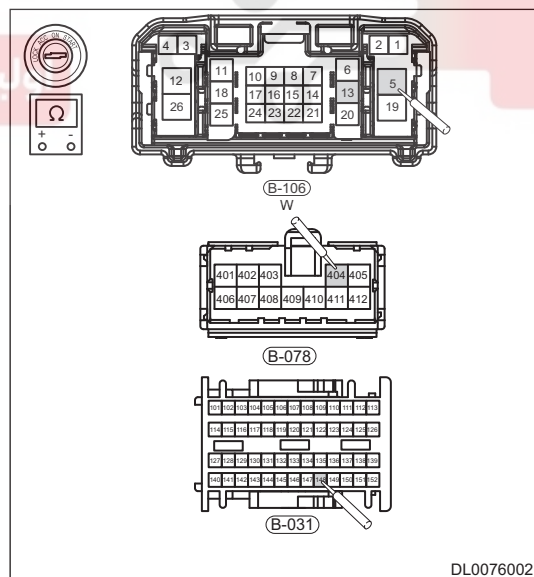 LOCK ACC ON START
Ω
+ -
4 3 2 1
12 11 10 9 8 7 6 5
18 17 16 15 14 13
26 25 24 23 22 21 20 19
B-106
W
401 402 403 404 405
406 407 408 409 410 411 412
B-078
101 102 103 104 105 106 107 108 109 110 111 112 113
114 115 116 117 118 119 120 121 122 123 124 125 126
127 128 129 130 131 132 133 134 135 136 137 138 139
140 141 142 143 144 145 146 147 148 149 150 151 152
B-031
DL0076002